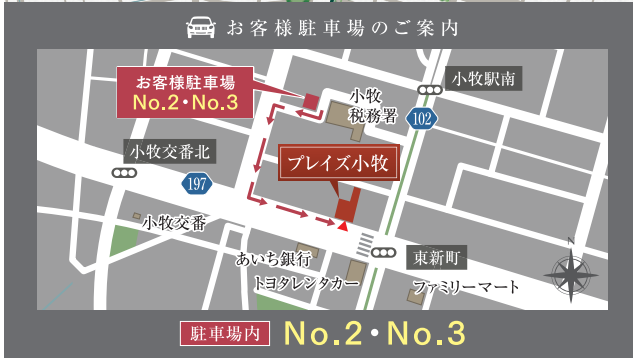 お客様駐車場のご案内
小牧駅南
お客様駐車場
No.2・No.3
小牧
税務署
102
小牧交番北
プレイズ小牧
197
小牧交番
N
あいち銀行
東新町
トヨタレンタカー
ファミリーマート
駐車場内 No.2・No.3